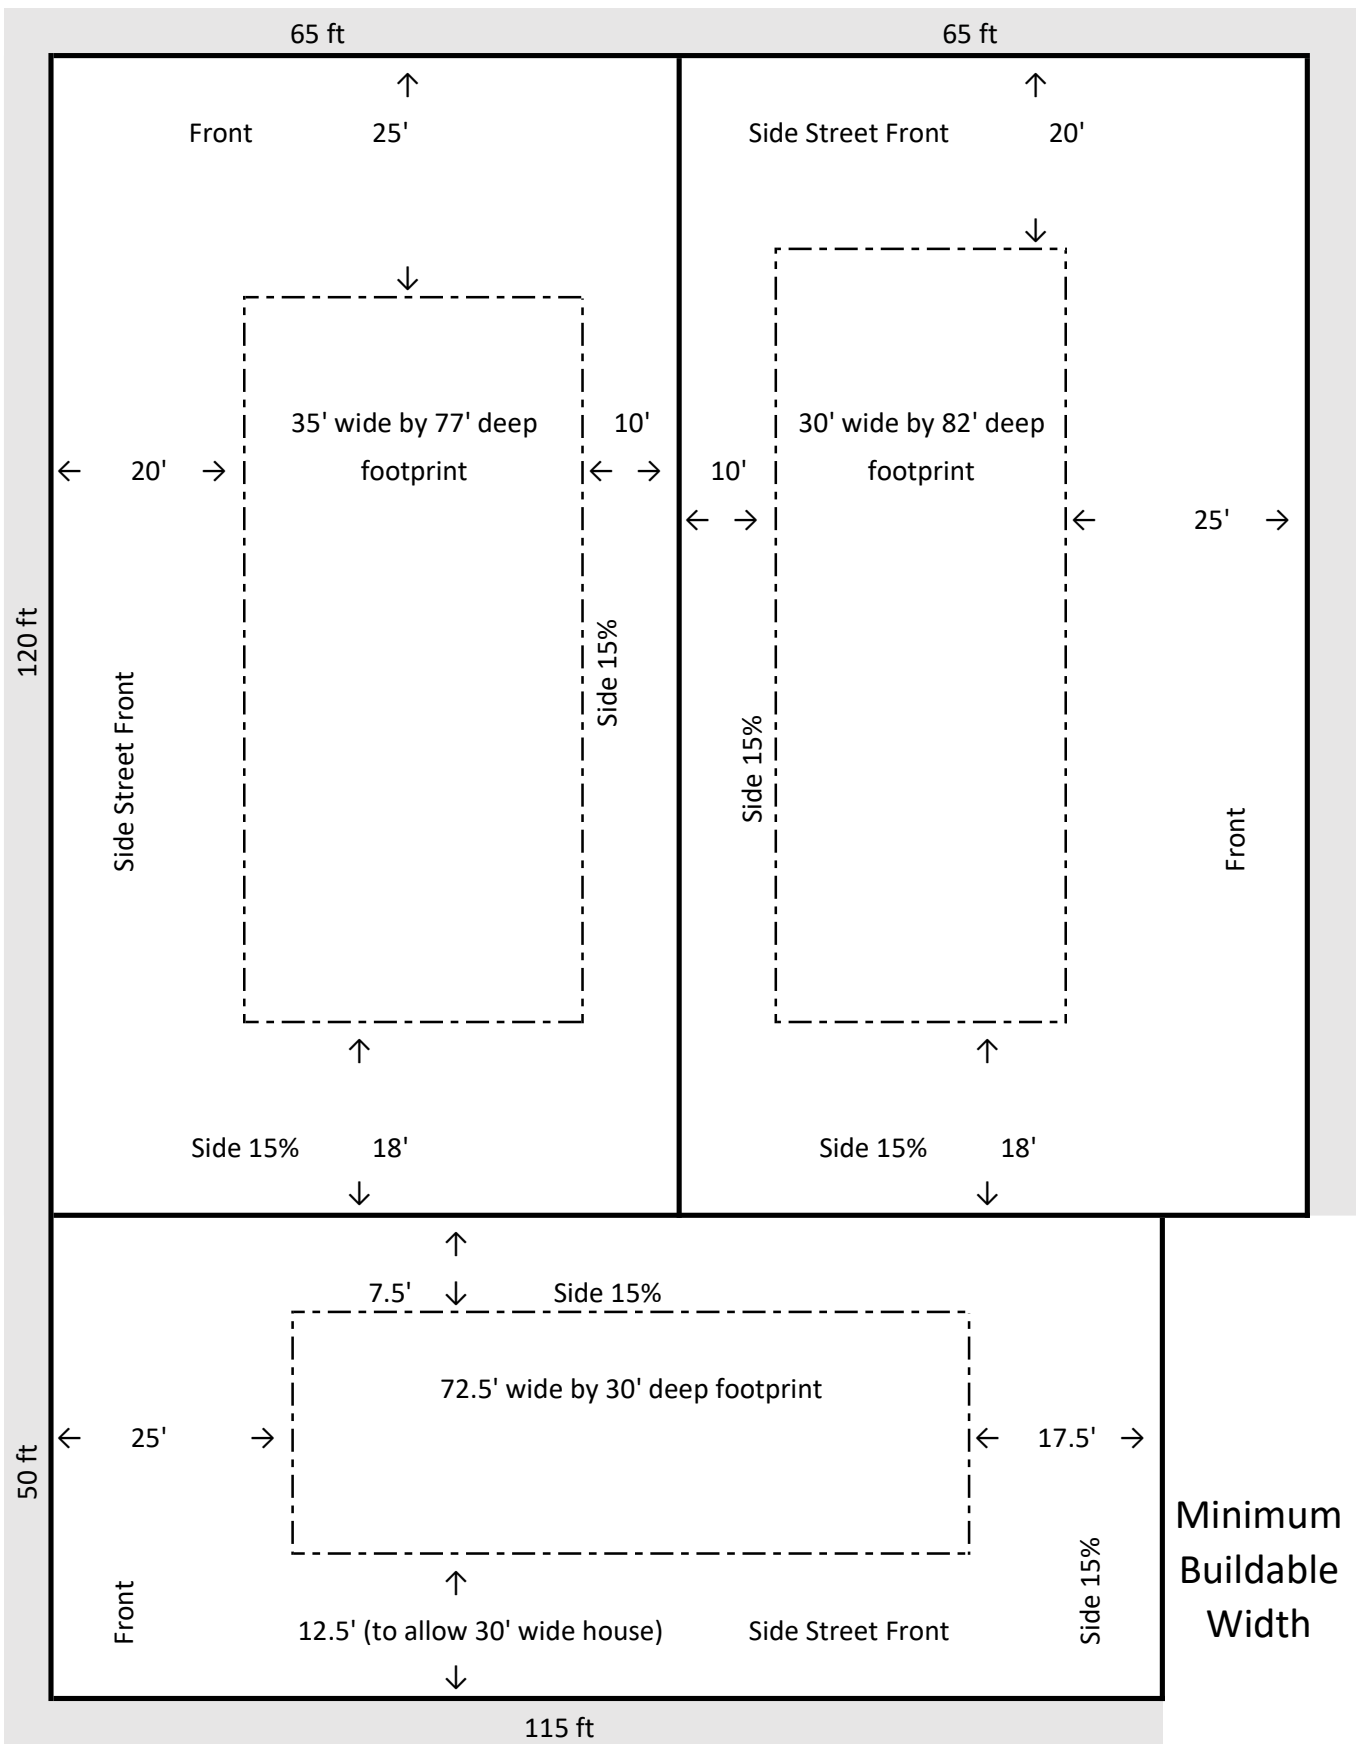 65 ft
65 ft
Front
25'
Side Street Front
20'
35' wide by 77' deep
footprint
10'
30' wide by 82' deep
footprint
20'
10'
25'
120 ft
Side Street Front
Side 15%
Side 15%
Front
Side 15%
18'
Side 15%
18'
7.5'
Side 15%
72.5' wide by 30' deep footprint
25'
17.5'
50 ft
Front
12.5' (to allow 30' wide house)
Side Street Front
Side 15%
Minimum
Buildable
Width
115 ft